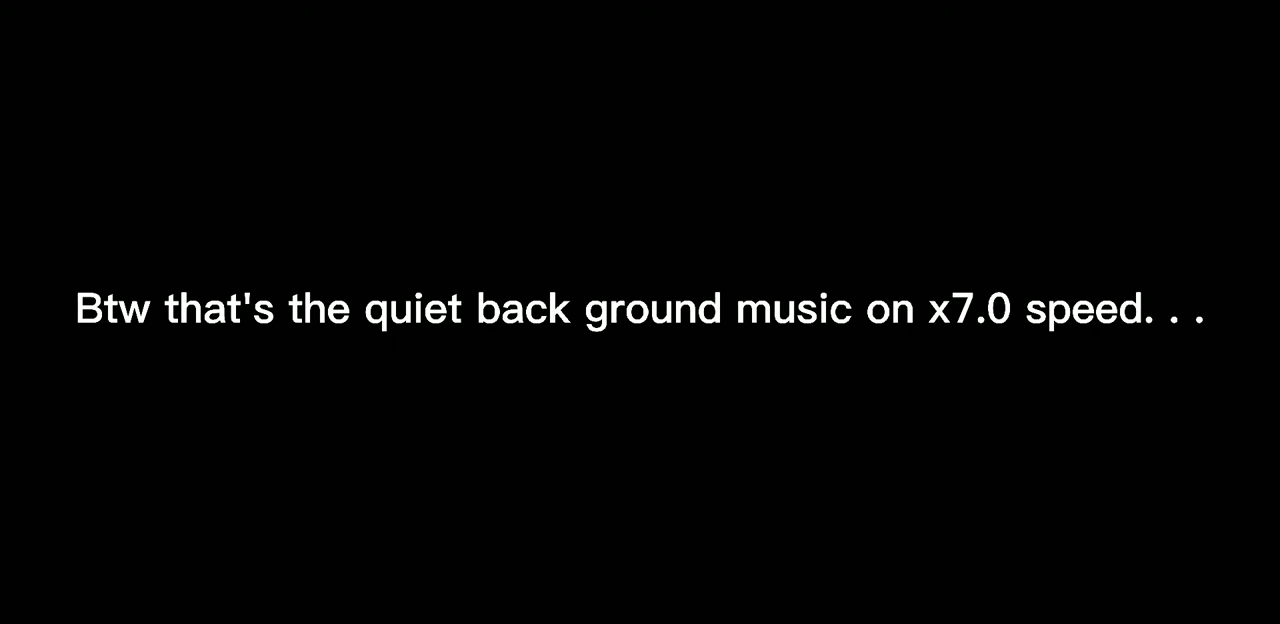 Btw that's the quiet back ground music on x7.0 speed. . .